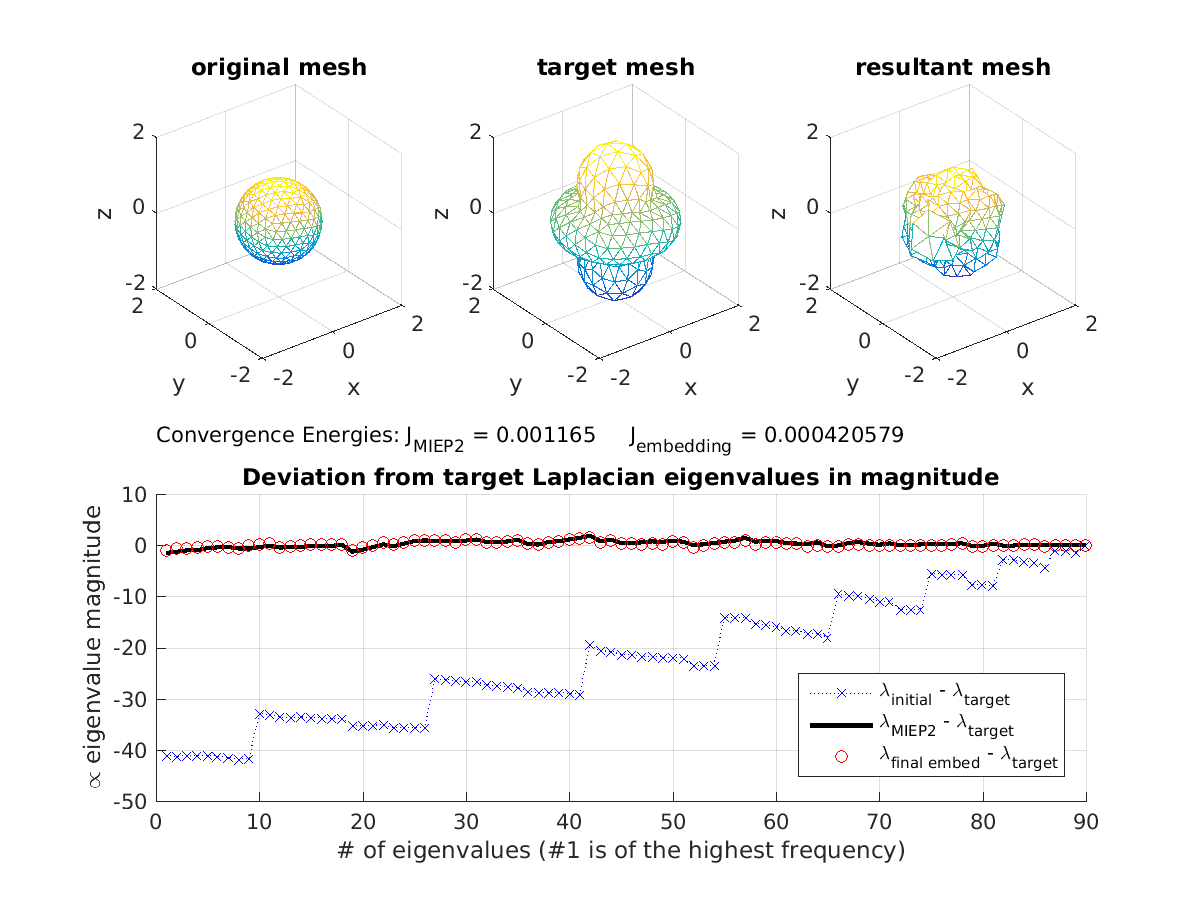 original mesh
target mesh
resultant mesh
2
0
-2
z
2
0
-2
y
-2
0
2
x
2
0
-2
z
2
0
-2
y
-2
0
2
x
2
0
-2
z
2
0
-2
y
-2
0
2
x
Convergence Energies: J_MIEP2 = 0.001165 J_embedding = 0.000420579
Deviation from target Laplacian eigenvalues in magnitude
10
0
-10
-20
-30
-40
-50
∝ eigenvalue magnitude
λ_initial - λ_target
λ_MIEP2 - λ_target
λ_final embed - λ_target
0 10 20 30 40 50 60 70 80 90
# of eigenvalues (#1 is of the highest frequency)